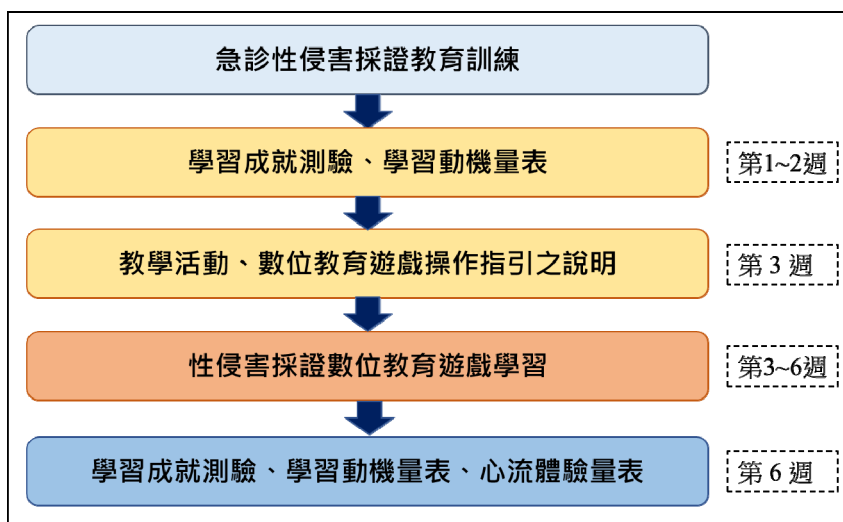 急診性侵害採證教育訓練
學習成就測驗、學習動機量表
第1~2週
教學活動、數位教育遊戲操作指引之說明
第 3 週
性侵害採證數位教育遊戲學習
第3~6週
學習成就測驗、學習動機量表、心流體驗量表
第 6 週